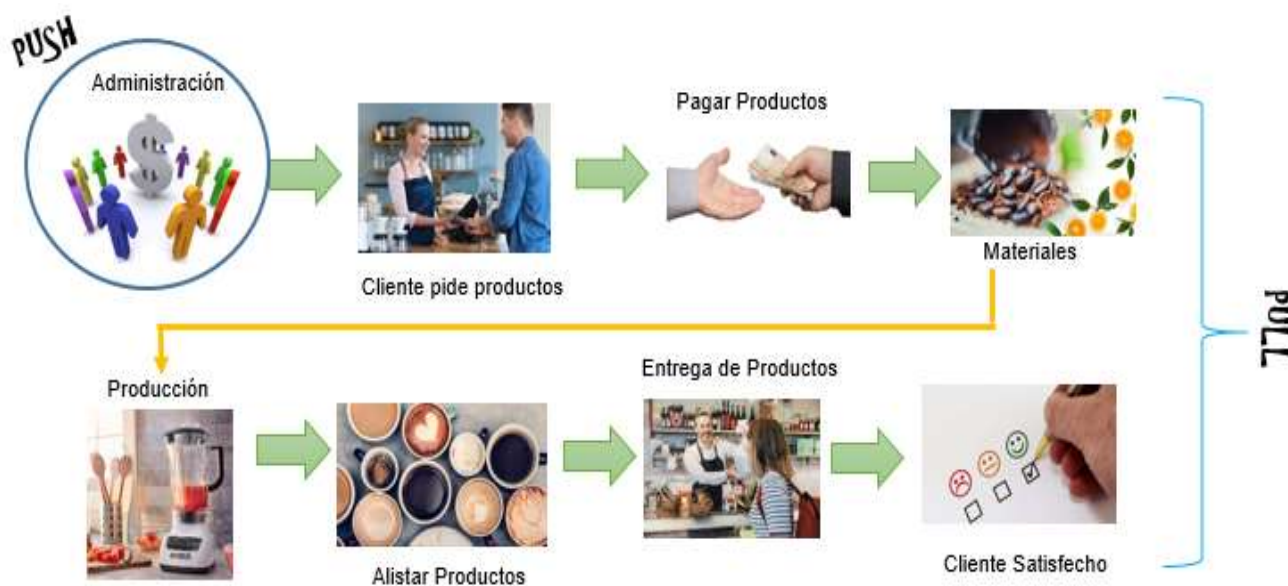 PUSH
Administración
Cliente pide productos
Pagar Productos
Materiales
PULL
Producción
Alistar Productos
Entrega de Productos
Cliente Satisfecho